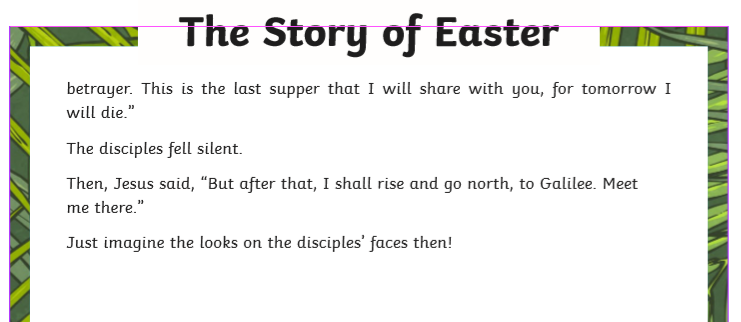 The Story of Easter
betrayer. This is the last supper that I will share with you, for tomorrow I
will die.”
The disciples fell silent.
Then, Jesus said, “But after that, I shall rise and go north, to Galilee. Meet
me there.”
Just imagine the looks on the disciples’ faces then!